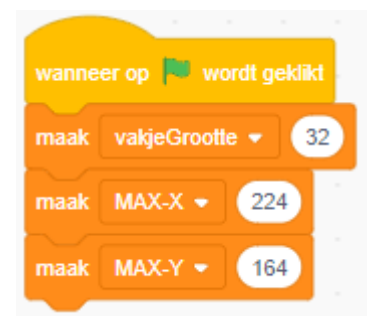 wanneer op wordt geklikt
maak vakjeGrootte 32
maak MAX-X 224
maak MAX-Y 164